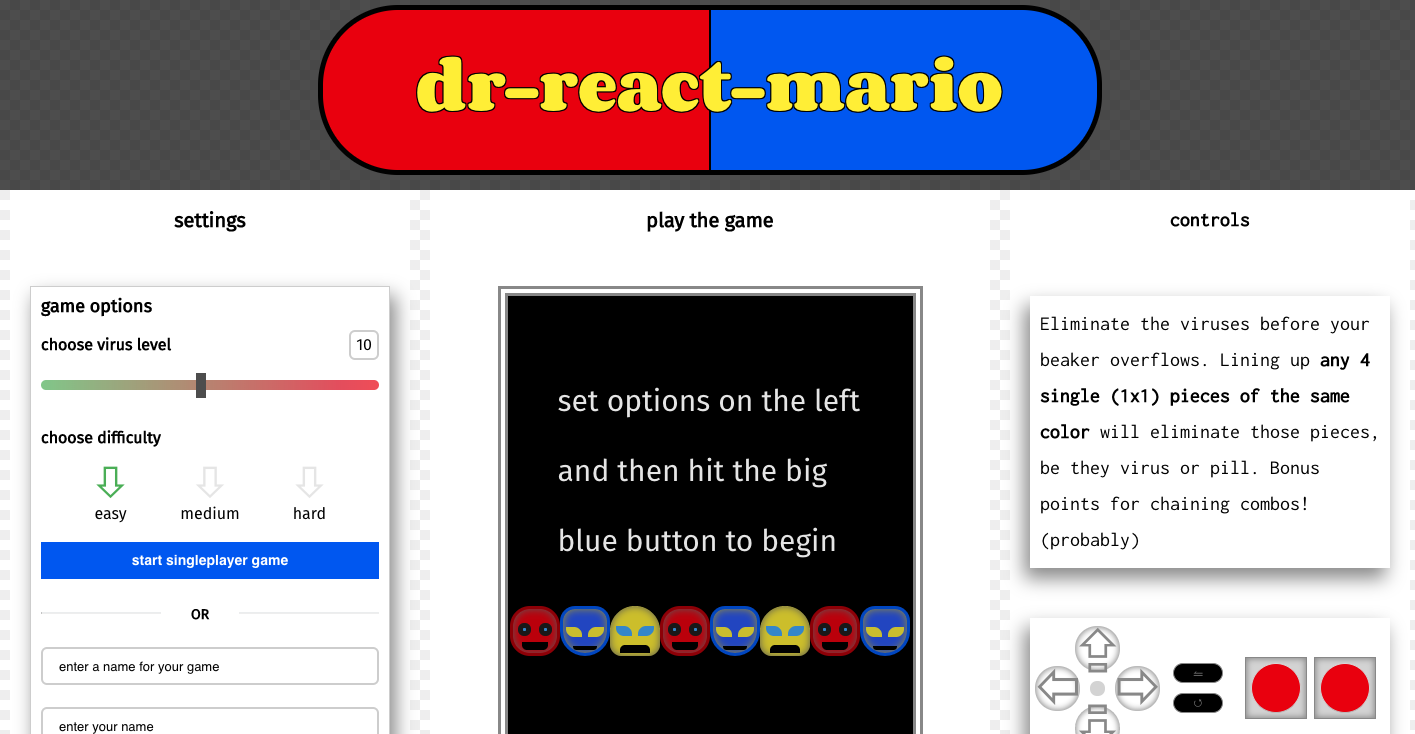 dr-react-mario
settings
play the game
controls
game options
choose virus level
10
choose difficulty
easy
medium
hard
start singleplayer game
OR
enter a name for your game
enter your name
set options on the left
and then hit the big
blue button to begin
Eliminate the viruses before your
beaker overflows. Lining up any 4
single (1x1) pieces of the same
color will eliminate those pieces,
be they virus or pill. Bonus
points for chaining combos!
(probably)